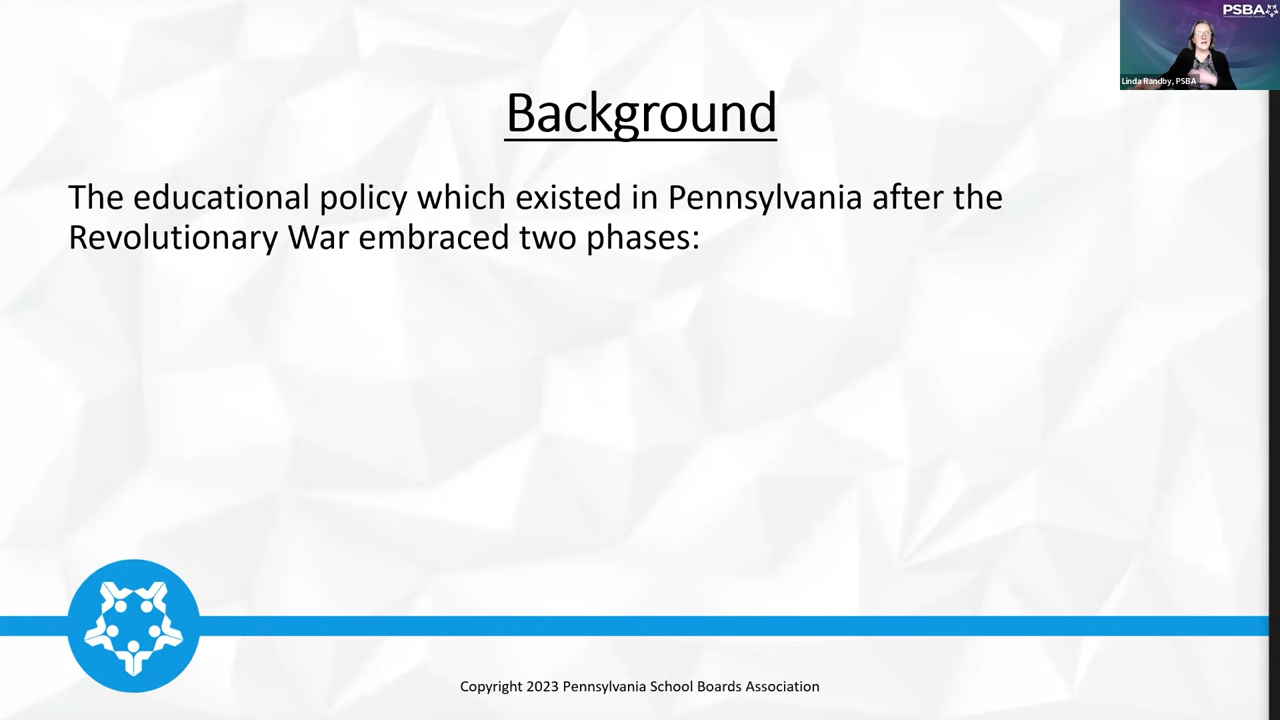 PSBA
Linda Randby, PSBA
Background
The educational policy which existed in Pennsylvania after the
Revolutionary War embraced two phases:
Copyright 2023 Pennsylvania School Boards Association